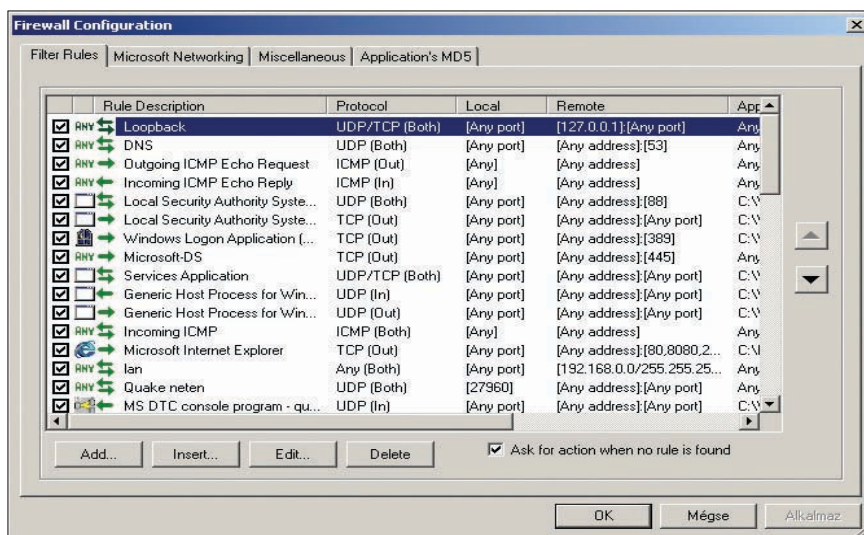 Firewall Configuration
Filter Rules Microsoft Networking Miscellaneous Application's MD5
Rule Description Protocol Local Remote App
ANY Loopback UDP/TCP (Both) [Any port] [127.0.0.1]:[Any port] Any
ANY DNS UDP (Both) [Any port] [Any address]:[53] Any
ANY Outgoing ICMP Echo Request ICMP (Out) [Any] [Any address] Any
ANY Incoming ICMP Echo Reply ICMP (In) [Any] [Any address] Any
Local Security Authority Syste... UDP (Both) [Any port] [Any address]:[88] C:\
Local Security Authority Syste... TCP (Out) [Any port] [Any address]:[Any port] C:\
Windows Logon Application (... TCP (Out) [Any port] [Any address]:[389] C:\
ANY Microsoft-DS TCP (Out) [Any port] [Any address]:[445] Any
Services Application UDP/TCP (Both) [Any port] [Any address]:[Any port] C:\
Generic Host Process for Win... UDP (In) [Any port] [Any address]:[Any port] C:\
Generic Host Process for Win... UDP (Out) [Any port] [Any address]:[Any port] C:\
ANY Incoming ICMP ICMP (Both) [Any] [Any address] Any
Microsoft Internet Explorer TCP (Out) [Any port] [Any address]:[80,8080,2... C:\
ANY lan Any (Both) [Any port] [192.168.0.0/255.255.25... Any
ANY Quake neten UDP (Both) [27960] [Any address]:[Any port] Any
MS DTC console program - qu... UDP (In) [Any port] [Any address]:[Any port] C:\
Add... Insert... Edit... Delete Ask for action when no rule is found
OK Mégse Alkalmaz